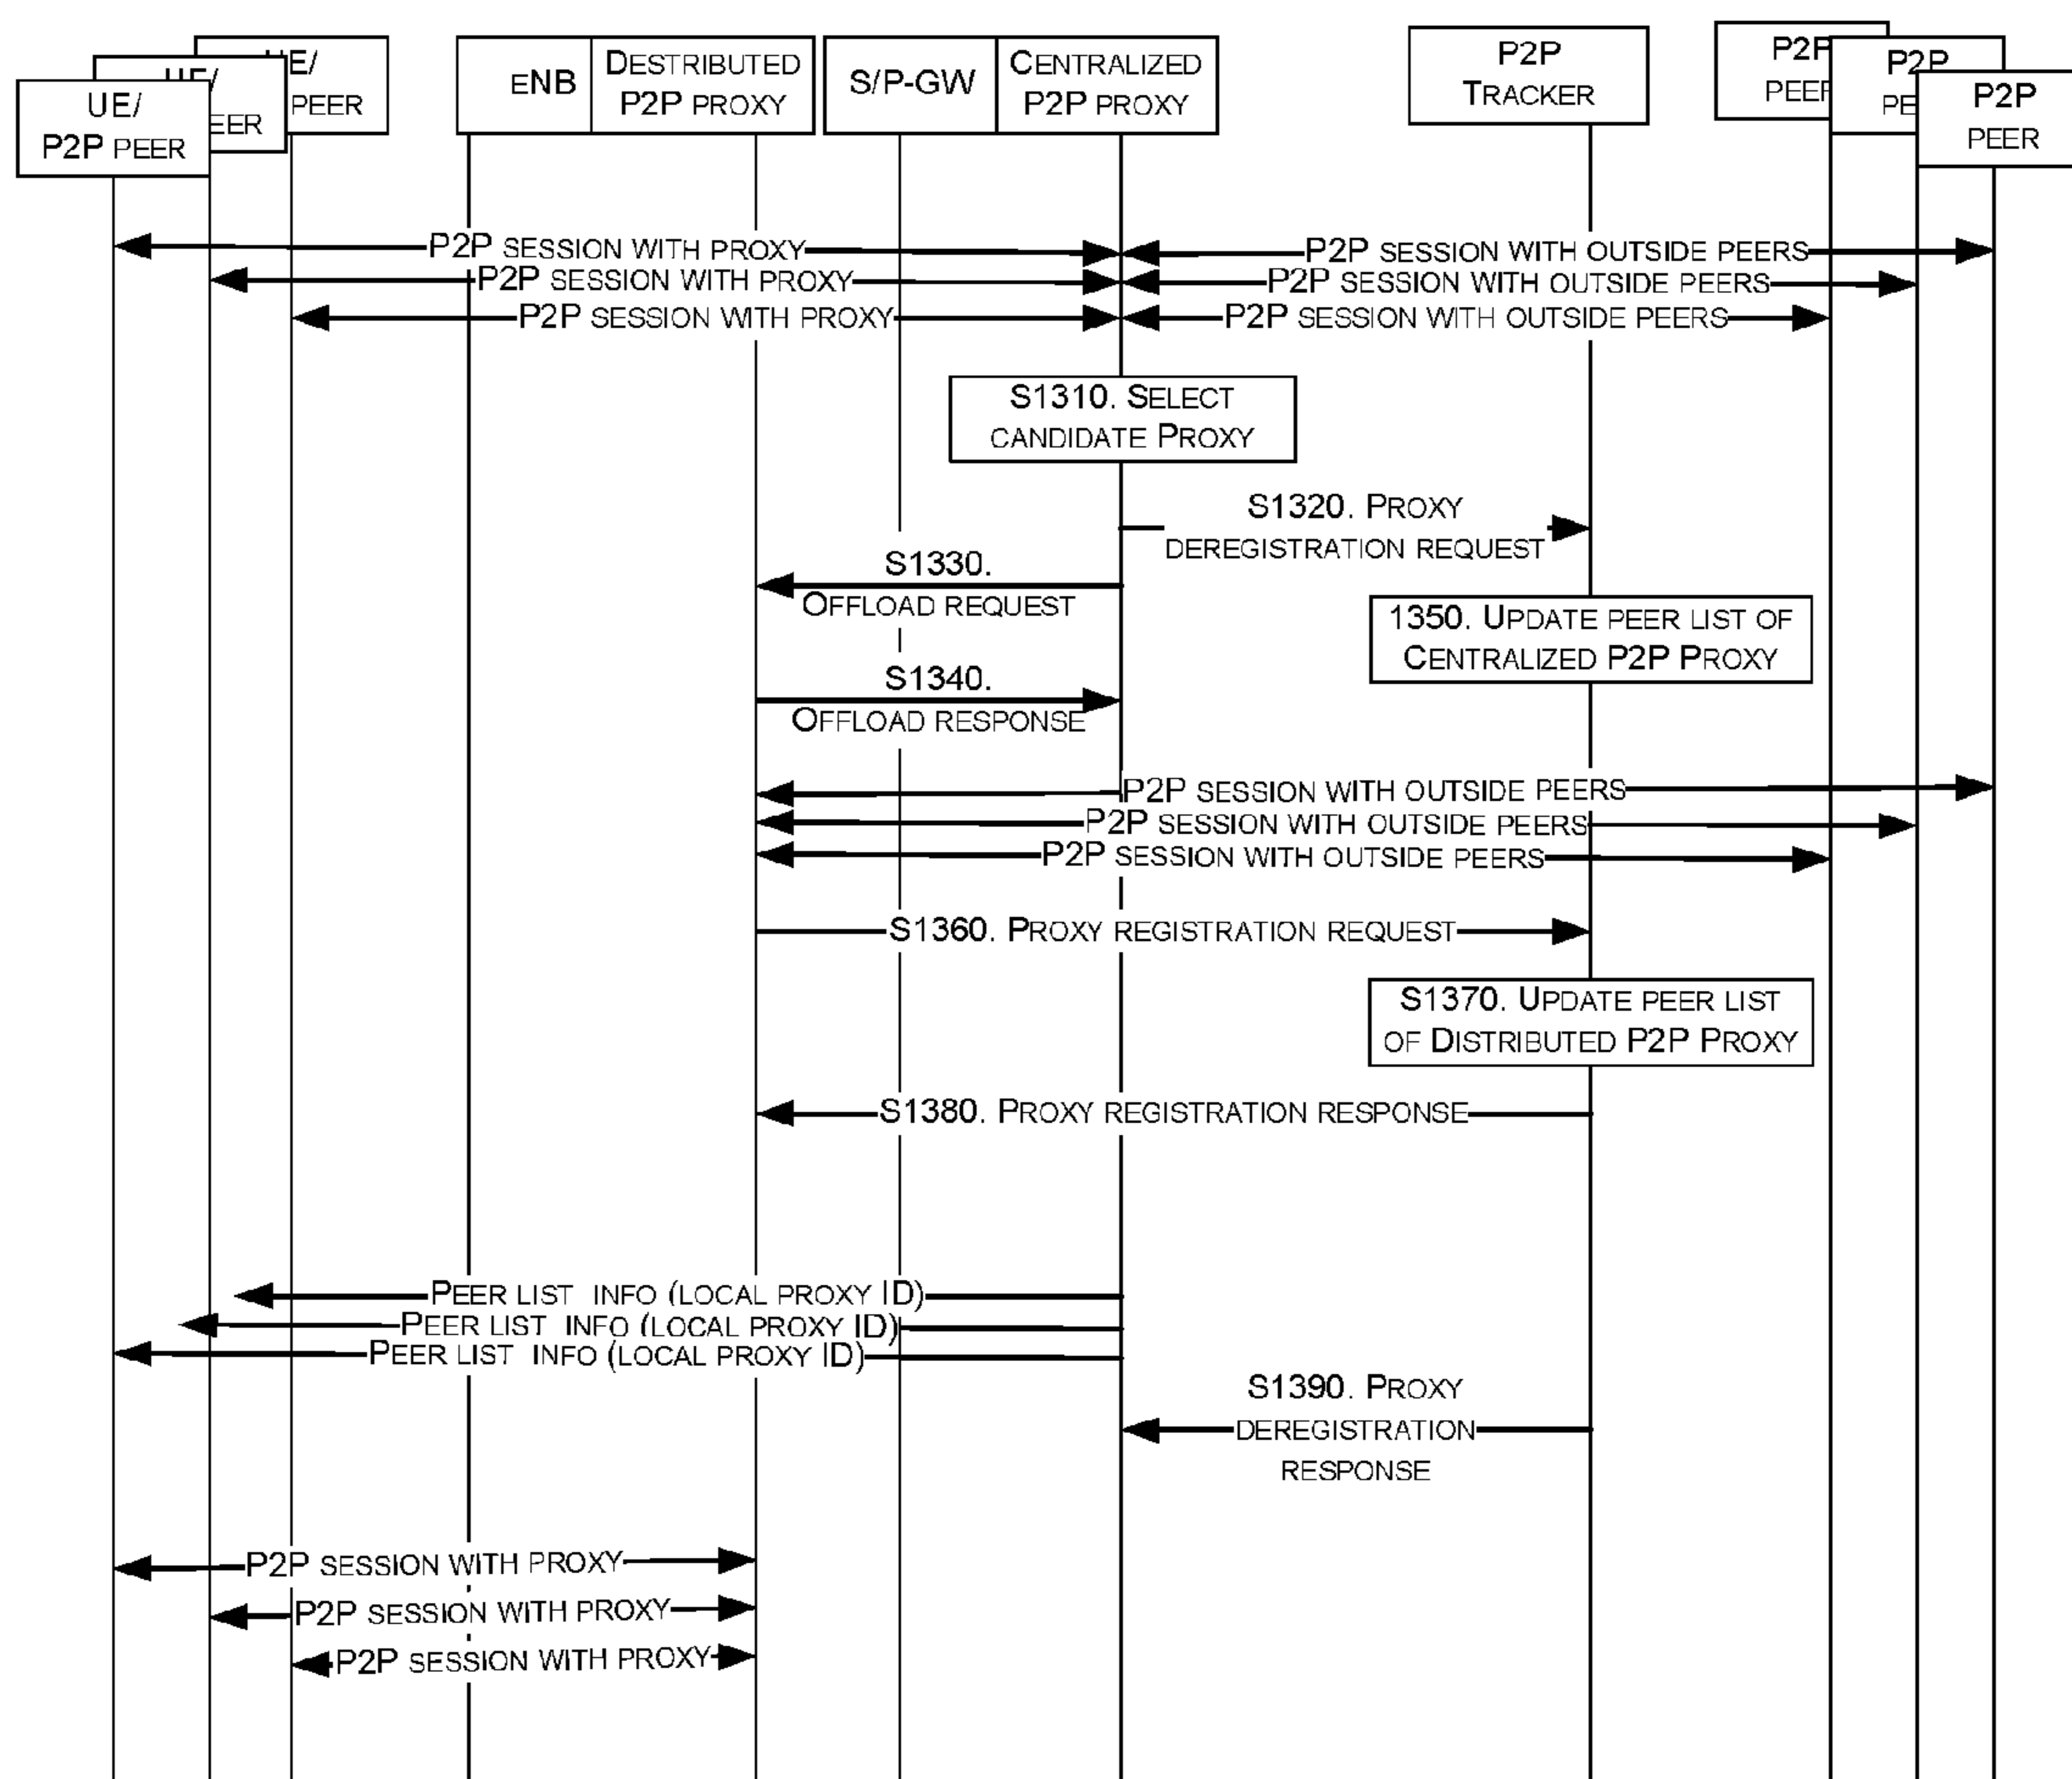 UE/
P2P PEER
UE/
EER
UE/
PEER
eNB
DESTRIBUTED
P2P PROXY
S/P-GW
CENTRALIZED
P2P PROXY
P2P
TRACKER
P2P
PEER
P2P
PE
P2P
PEER
P2P SESSION WITH PROXY
P2P SESSION WITH OUTSIDE PEERS
P2P SESSION WITH PROXY
P2P SESSION WITH OUTSIDE PEERS
P2P SESSION WITH PROXY
P2P SESSION WITH OUTSIDE PEERS
S1310. SELECT
CANDIDATE PROXY
S1320. PROXY
DEREGISTRATION REQUEST
S1330.
OFFLOAD REQUEST
1350. UPDATE PEER LIST OF
CENTRALIZED P2P PROXY
S1340.
OFFLOAD RESPONSE
P2P SESSION WITH OUTSIDE PEERS
P2P SESSION WITH OUTSIDE PEERS
P2P SESSION WITH OUTSIDE PEERS
S1360. PROXY REGISTRATION REQUEST
S1370. UPDATE PEER LIST
OF DISTRIBUTED P2P PROXY
S1380. PROXY REGISTRATION RESPONSE
PEER LIST INFO (LOCAL PROXY ID)
PEER LIST INFO (LOCAL PROXY ID)
PEER LIST INFO (LOCAL PROXY ID)
S1390. PROXY
DEREGISTRATION
RESPONSE
P2P SESSION WITH PROXY
P2P SESSION WITH PROXY
P2P SESSION WITH PROXY